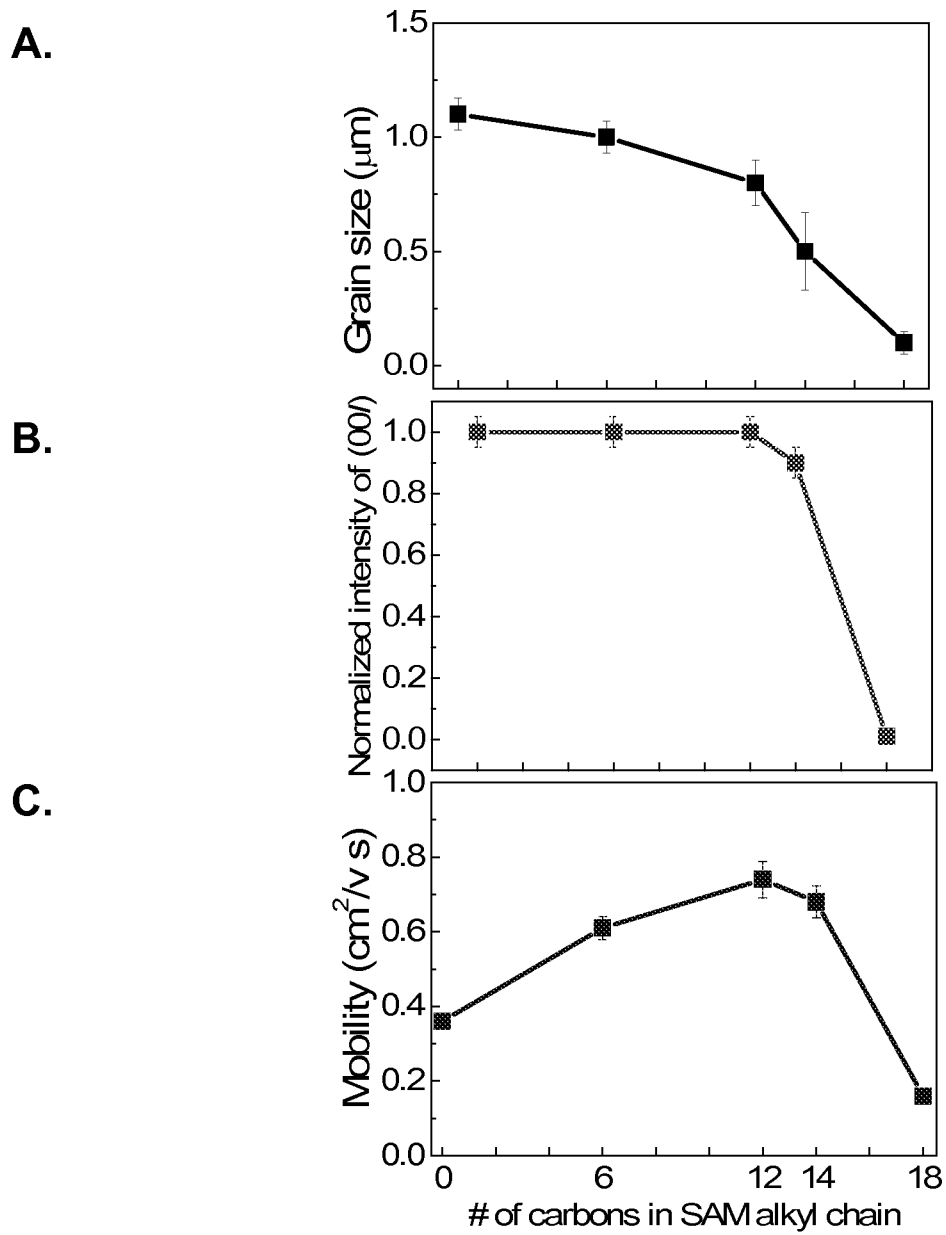 A.
1.5
1.0
0.5
0.0
Grain size (μm)
B.
1.0
0.8
0.6
0.4
0.2
0.0
Normalized intensity of (00l)
C.
1.0
0.8
0.6
0.4
0.2
0.0
Mobility (cm²/v s)
0 6 12 14 18
# of carbons in SAM alkyl chain